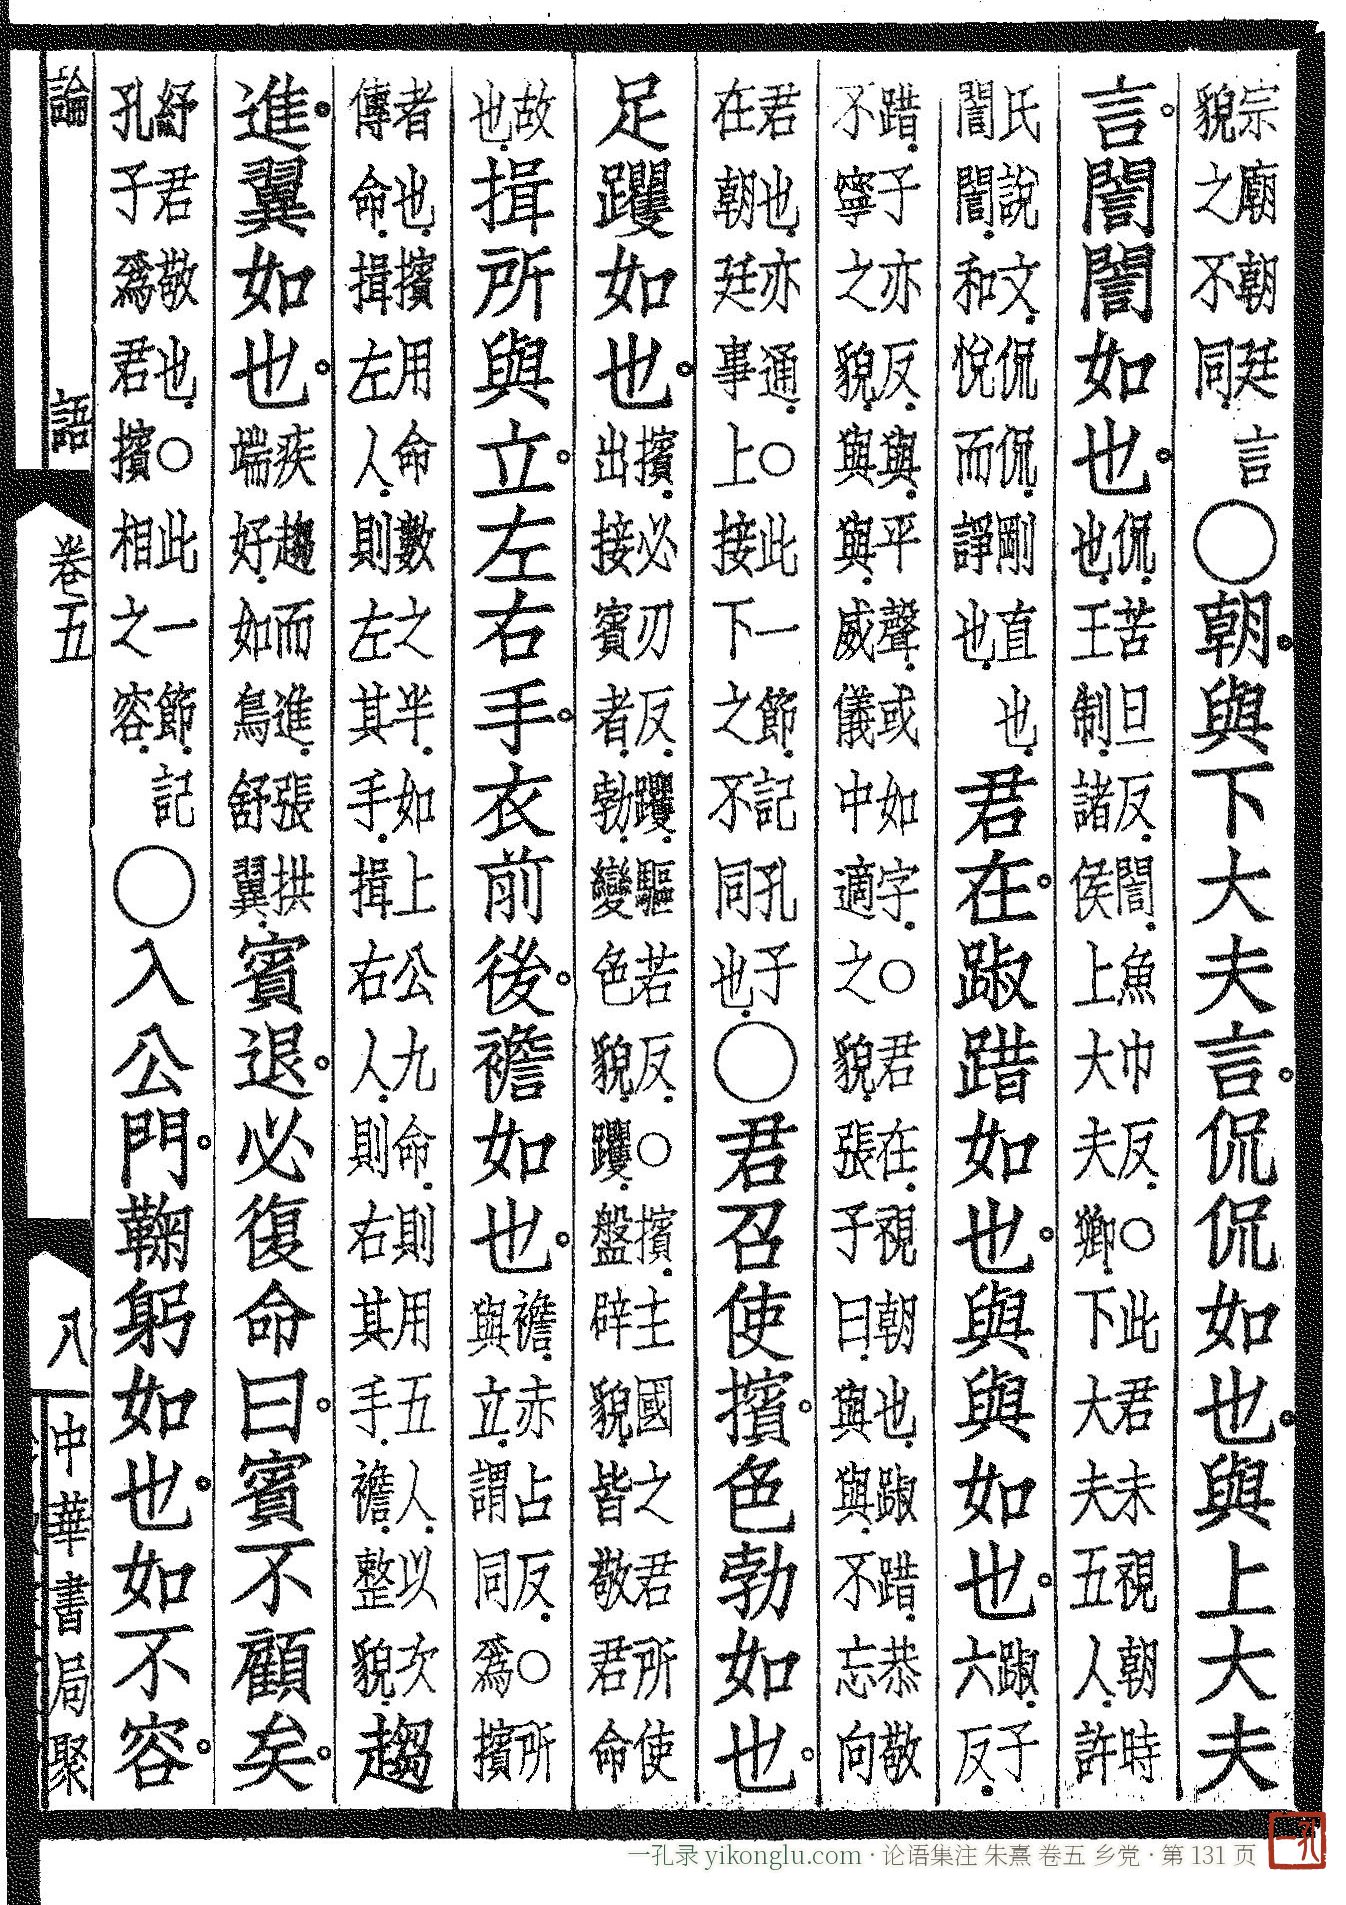 宗廟朝廷言
貌之不同。
○朝。與下大夫言。侃侃如也。與上大夫
言。誾誾如也。
侃。苦旦反。誾。魚巾反。○此君未視朝時
也。王制。諸侯上大夫卿。下大夫五人。許
氏說文。侃侃。剛直也。
誾誾。和悅而諍也。
君在。踧踖如也。與與如也。
踧。子
六反。
踖。子亦反。與。平聲。或如字。○君在。視朝也。踧踖。恭敬
不寧之貌。與與。威儀中適之貌。張子曰。與與。不忘向
君也。亦通。○此一節。記孔子
在朝廷事上接下之不同也。
○君召使擯。色勃如也。
足躩如也。
擯。必刃反。躩。驅若反。○擯。主國之君所使
出接賓者。勃。變色貌。躩。盤辟貌。皆敬君命
故
也。
揖所與立。左右手。衣前後。襜如也。
襜。赤占反。○所
與立。謂同爲擯
者也。擯用命數之半。如上公九命。則用五人。以次
傳命。揖左人。則左其手。揖右人。則右其手。襜。整貌。
趨
進。翼如也。
疾趨而進。張拱
端好。如鳥舒翼。
賓退。必復命曰。賓不顧矣。
紓君敬也。○此一節。記
孔子爲君擯相之容。
○入公門。鞠躬如也。如不容。
論語 卷五 八 中華書局聚
一孔录 yikonglu.com · 论语集注 朱熹 卷五 乡党 · 第 131 页
一孔